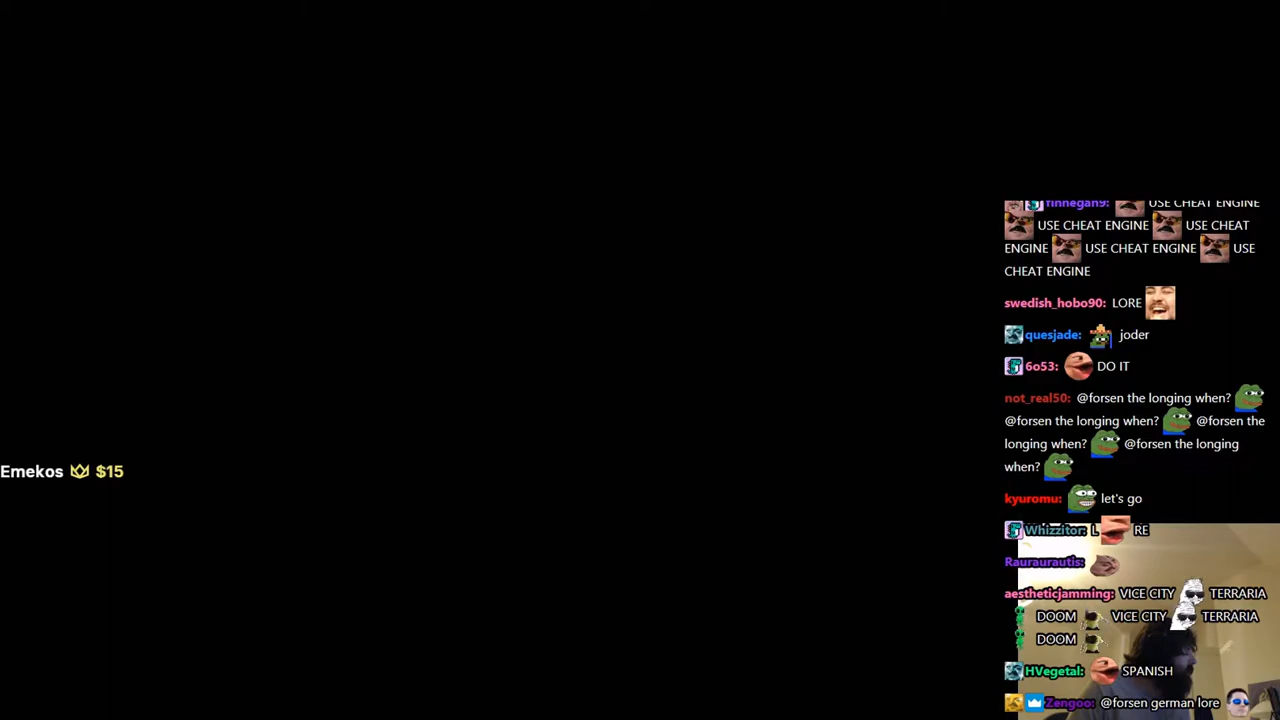 finnegan9: USE CHEAT ENGINE
USE CHEAT ENGINE USE CHEAT
ENGINE USE CHEAT ENGINE USE
CHEAT ENGINE
swedish_hobo90: LORE
quesjade: joder
6o53: DO IT
not_real50: @forsen the longing when?
@forsen the longing when? @forsen the
longing when? @forsen the longing
when?
Emekos $15
kyuromu: let's go
Whizzitor: L RE
Rauraurautis:
aestheticjamming: VICE CITY TERRARIA
DOOM VICE CITY TERRARIA
DOOM
HVegetal: SPANISH
Zengoo: @forsen german lore